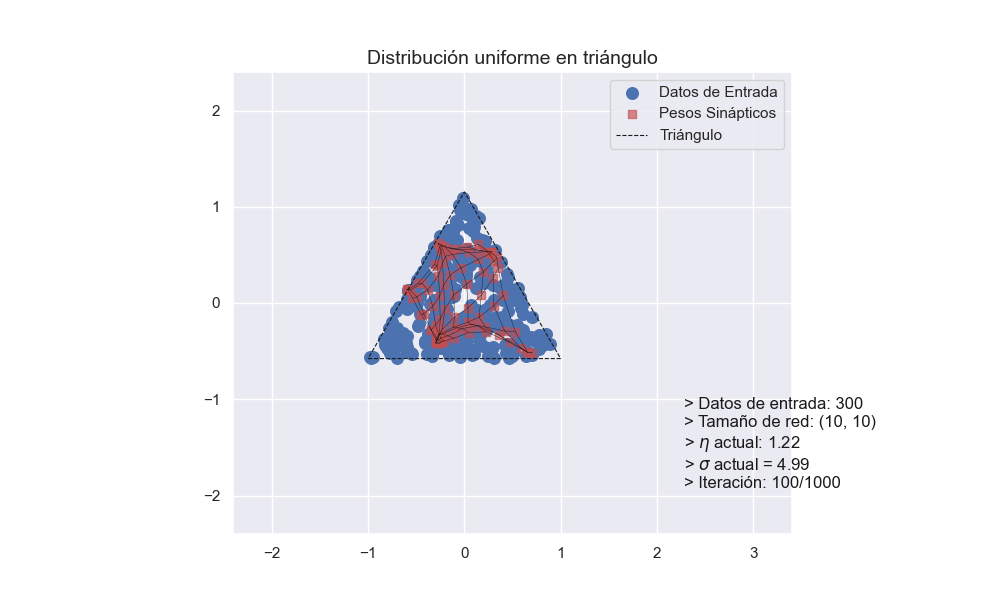 Distribución uniforme en triángulo
Datos de Entrada
Pesos Sinápticos
Triángulo
2
1
0
−1
−2
−2
−1
0
1
2
3
> Datos de entrada: 300
> Tamaño de red: (10, 10)
> η actual: 1.22
> σ actual = 4.99
> Iteración: 100/1000